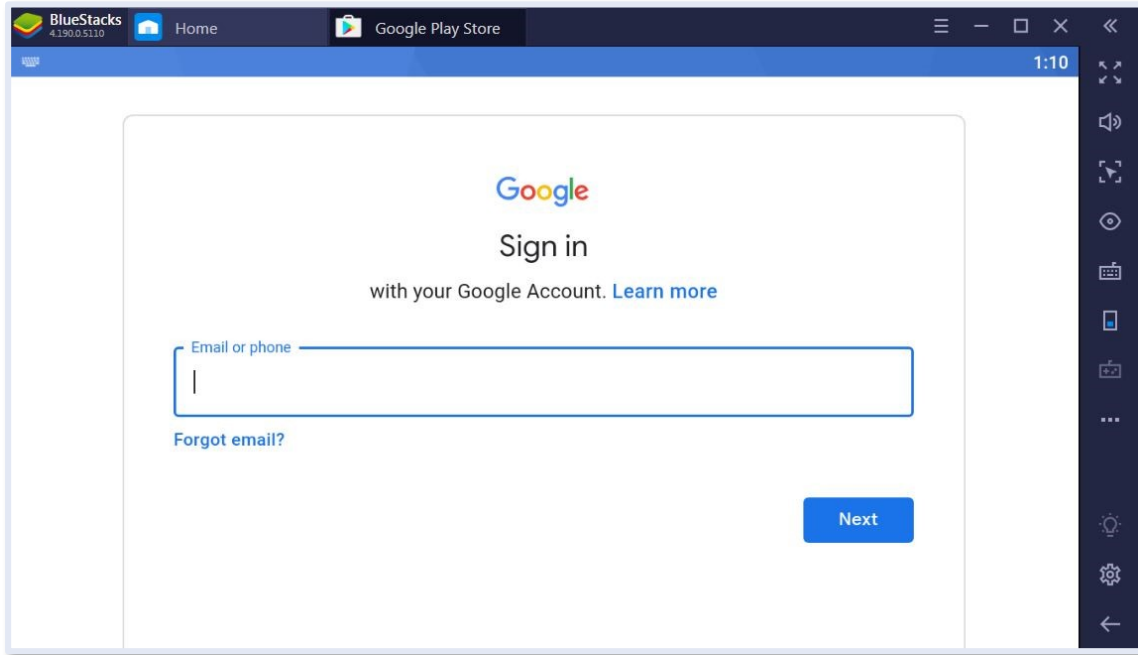 BlueStacks
4.190.0.5110
Home
Google Play Store
1:10
Google
Sign in
with your Google Account. Learn more
Email or phone
Forgot email?
Next